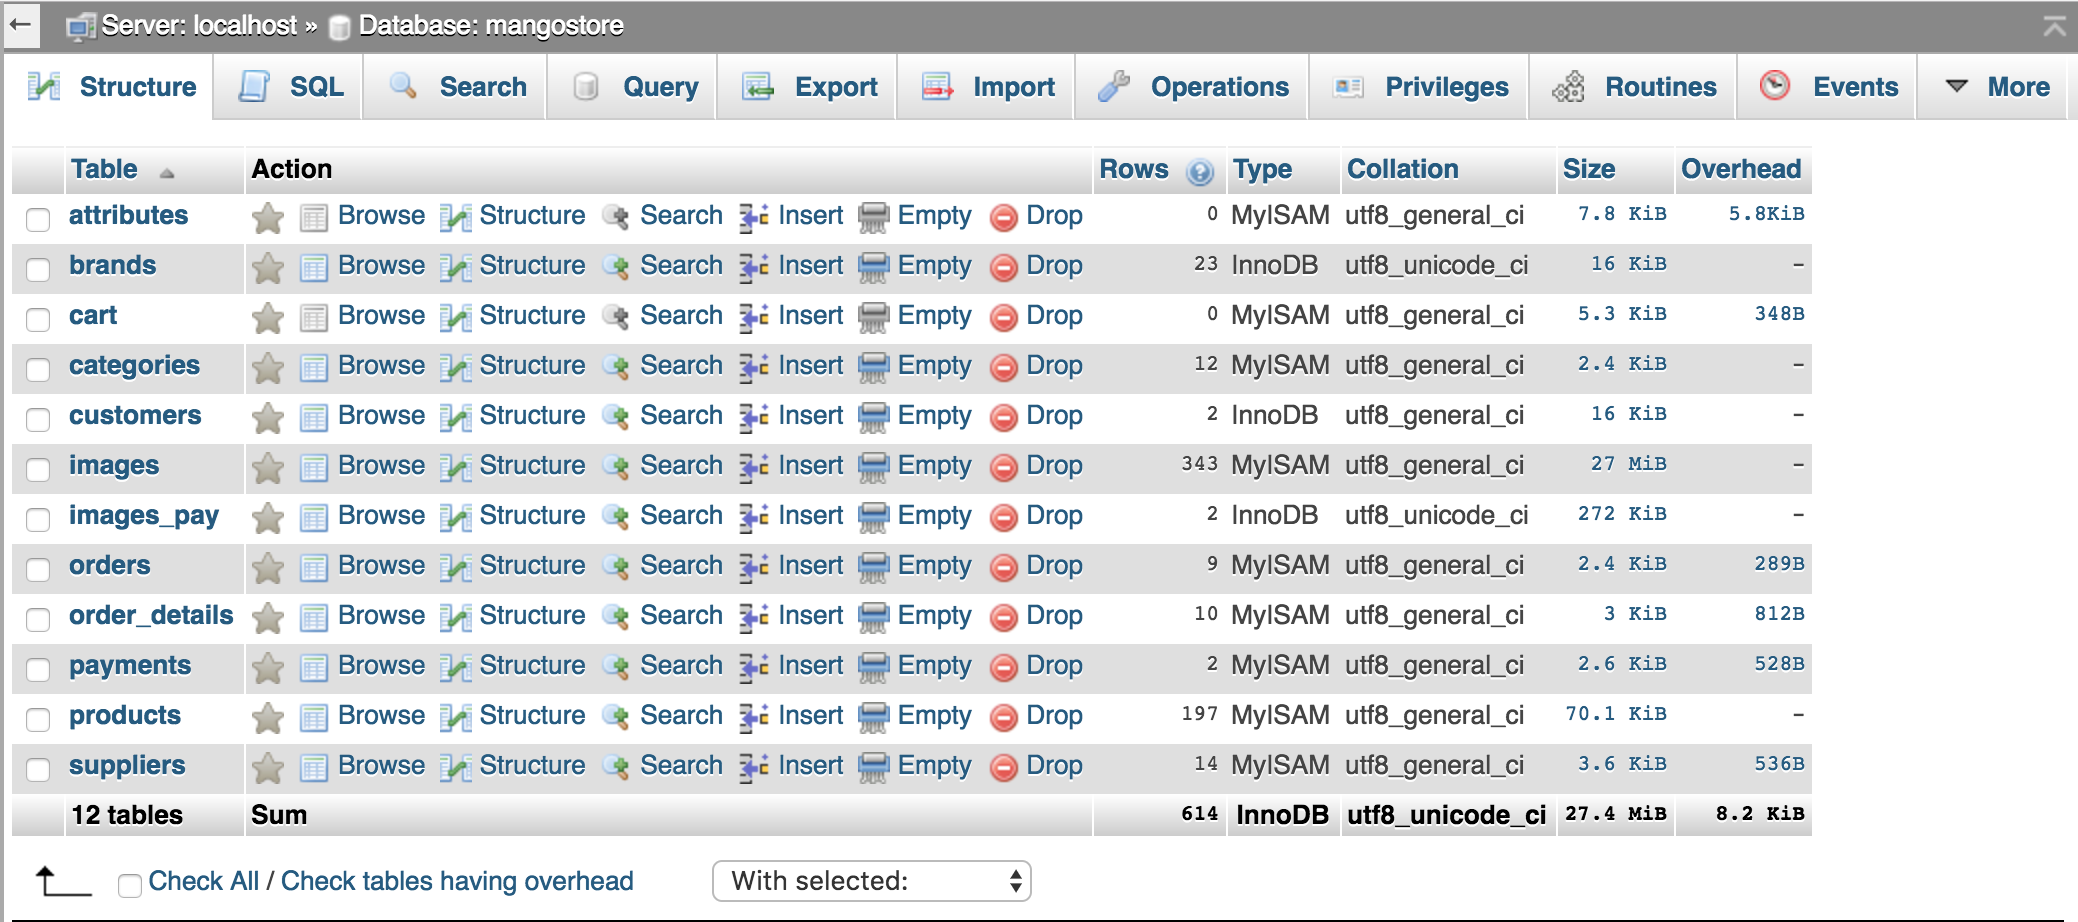 Server: localhost » Database: mangostore
Structure SQL Search Query Export Import Operations Privileges Routines Events More
Table Action Rows Type Collation Size Overhead
attributes Browse Structure Search Insert Empty Drop 0 MyISAM utf8_general_ci 7.8 KiB 5.8KiB
brands Browse Structure Search Insert Empty Drop 23 InnoDB utf8_unicode_ci 16 KiB –
cart Browse Structure Search Insert Empty Drop 0 MyISAM utf8_general_ci 5.3 KiB 348B
categories Browse Structure Search Insert Empty Drop 12 MyISAM utf8_general_ci 2.4 KiB –
customers Browse Structure Search Insert Empty Drop 2 InnoDB utf8_general_ci 16 KiB –
images Browse Structure Search Insert Empty Drop 343 MyISAM utf8_general_ci 27 MiB –
images_pay Browse Structure Search Insert Empty Drop 2 InnoDB utf8_unicode_ci 272 KiB –
orders Browse Structure Search Insert Empty Drop 9 MyISAM utf8_general_ci 2.4 KiB 289B
order_details Browse Structure Search Insert Empty Drop 10 MyISAM utf8_general_ci 3 KiB 812B
payments Browse Structure Search Insert Empty Drop 2 MyISAM utf8_general_ci 2.6 KiB 528B
products Browse Structure Search Insert Empty Drop 197 MyISAM utf8_general_ci 70.1 KiB –
suppliers Browse Structure Search Insert Empty Drop 14 MyISAM utf8_general_ci 3.6 KiB 536B
12 tables Sum 614 InnoDB utf8_unicode_ci 27.4 MiB 8.2 KiB
Check All / Check tables having overhead With selected: